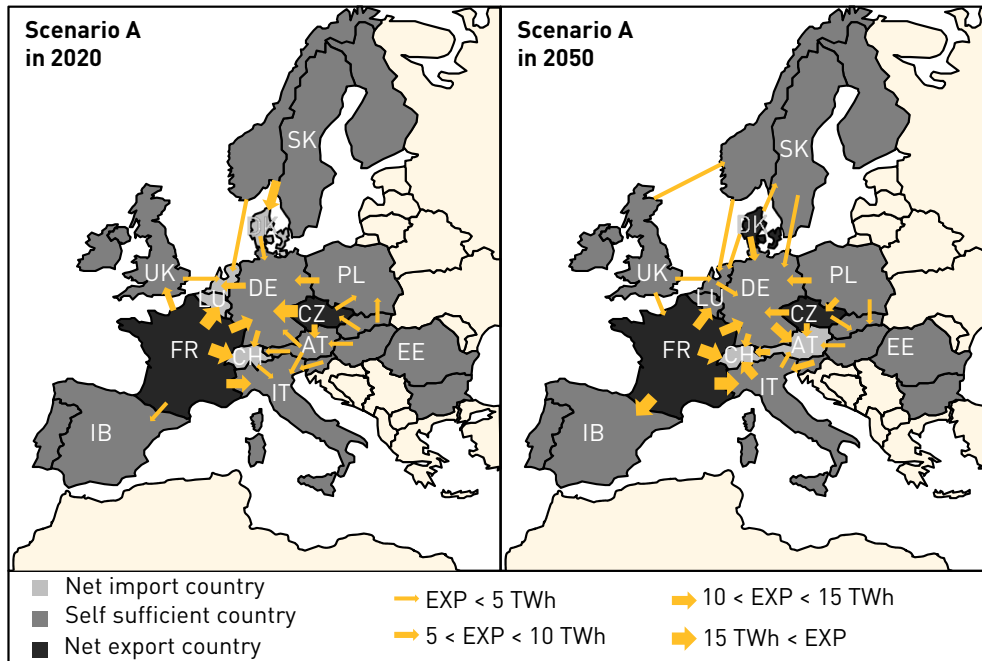 Scenario A
in 2020
SK
DK
UK
LU
DE
PL
CZ
FR
CH
AT
EE
IT
IB
Scenario A
in 2050
SK
DK
UK
LU
DE
PL
CZ
FR
CH
AT
EE
IT
IB
Net import country
Self sufficient country
Net export country
EXP < 5 TWh
5 < EXP < 10 TWh
10 < EXP < 15 TWh
15 TWh < EXP